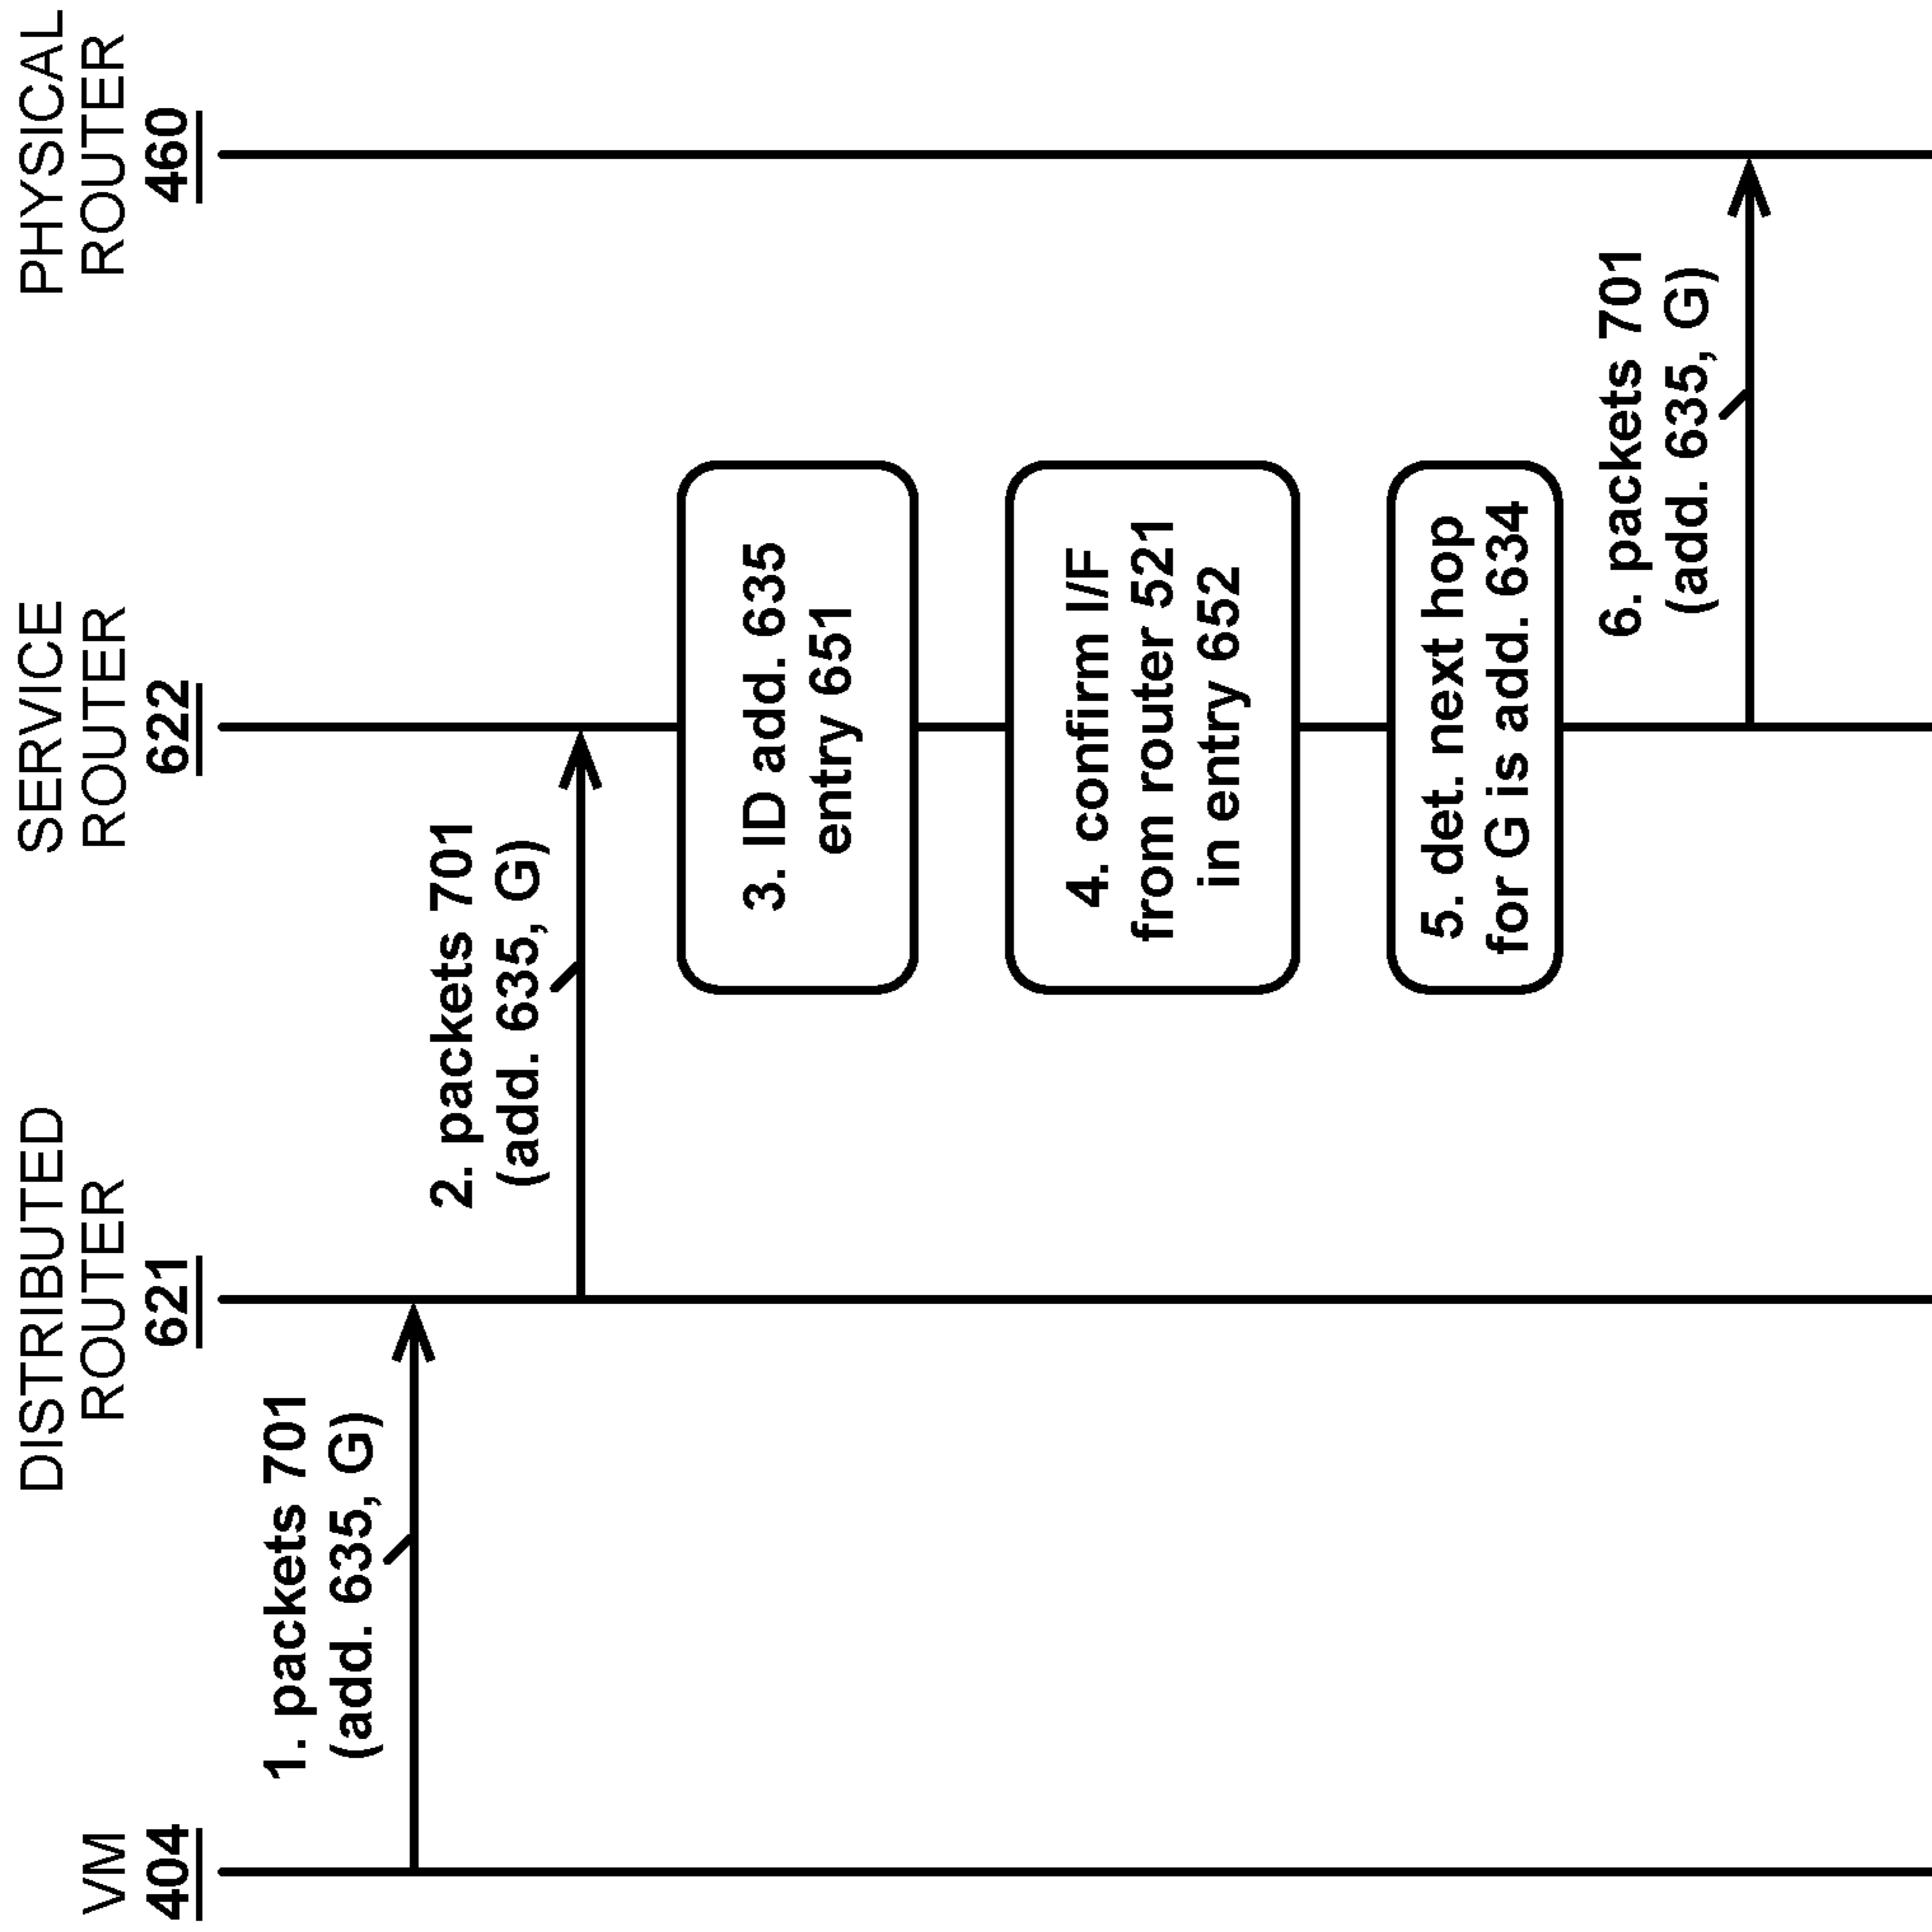 VM
404
DISTRIBUTED
ROUTER
621
SERVICE
ROUTER
622
PHYSICAL
ROUTER
460
1. packets 701
(add. 635, G)
2. packets 701
(add. 635, G)
3. ID add. 635
entry 651
4. confirm I/F
from router 521
in entry 652
5. det. next hop
for G is add. 634
6. packets 701
(add. 635, G)